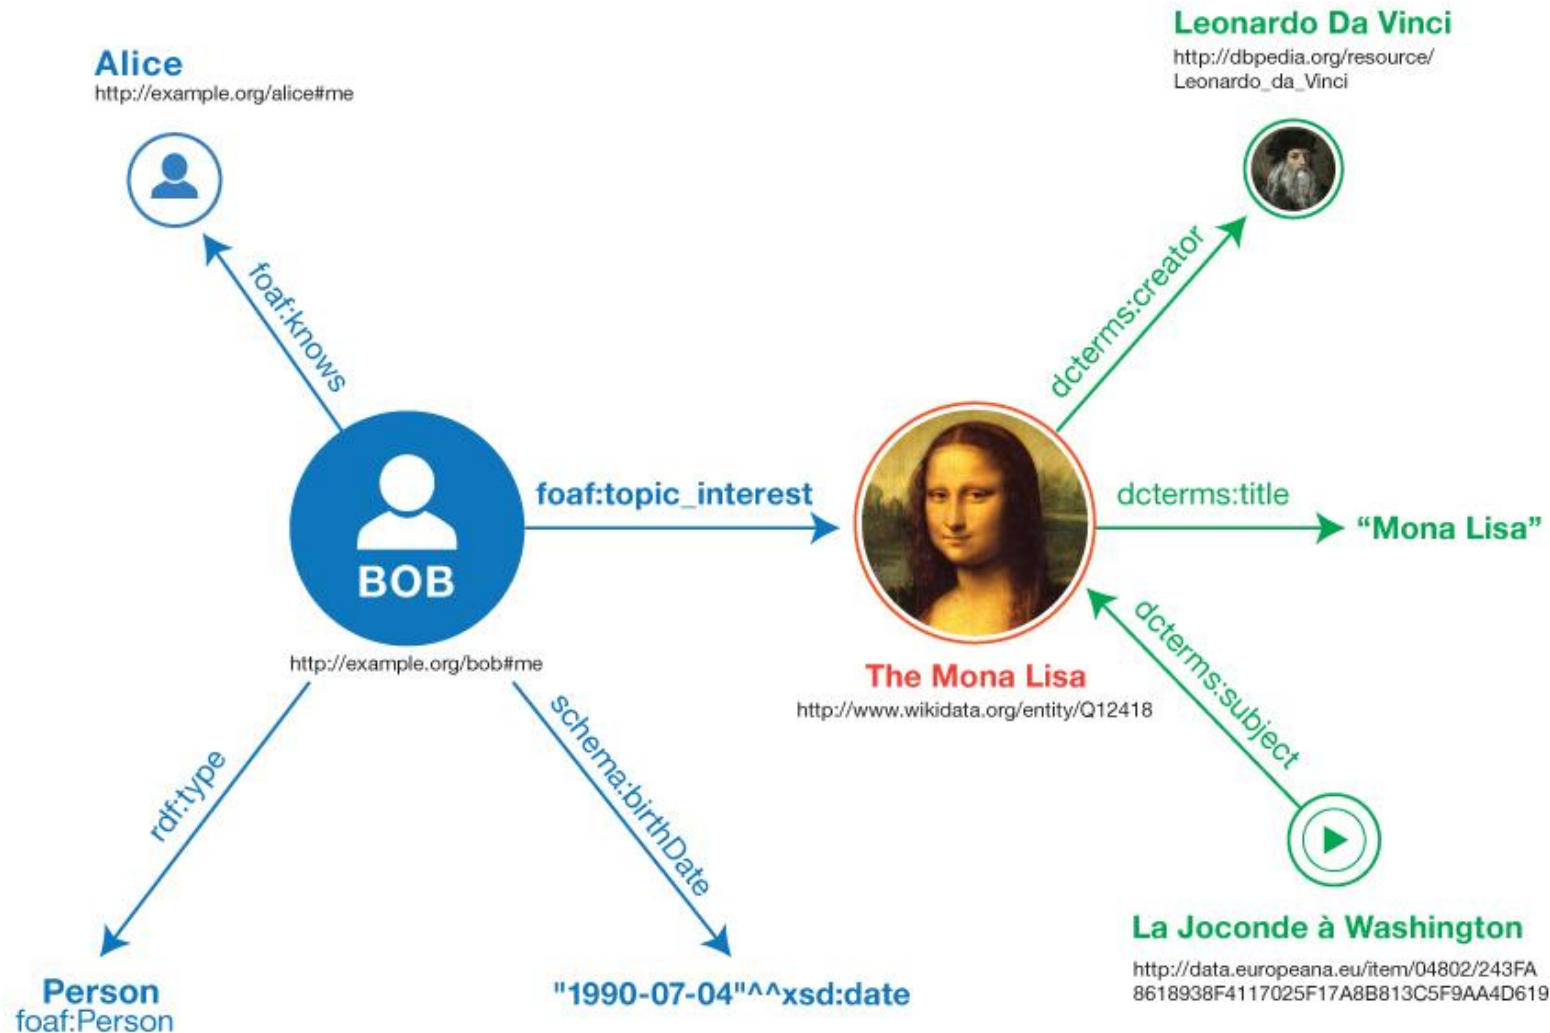 Leonardo Da Vinci
http://dbpedia.org/resource/
Leonardo_da_Vinci
Alice
http://example.org/alice#me
foaf:knows
dcterms:creator
foaf:topic_interest
dcterms:title
“Mona Lisa”
BOB
http://example.org/bob#me
The Mona Lisa
http://www.wikidata.org/entity/Q12418
dcterms:subject
rdf:type
schema:birthDate
La Joconde à Washington
http://data.europeana.eu/item/04802/243FA
8618938F4117025F17A8B813C5F9AA4D619
Person
foaf:Person
"1990-07-04"^^xsd:date